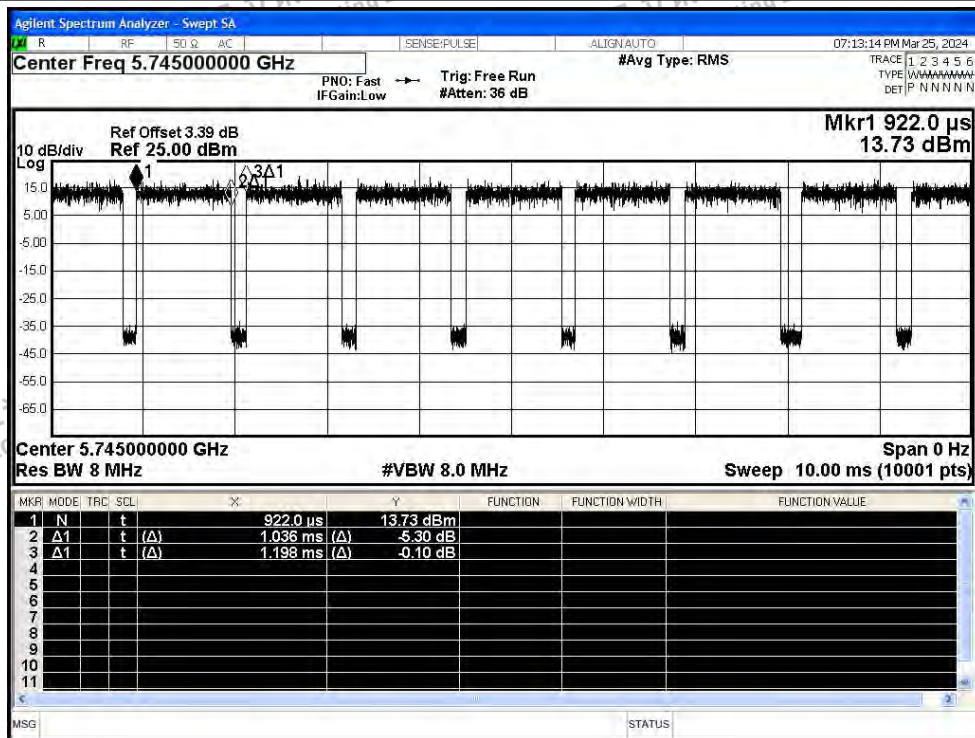 Agilent Spectrum Analyzer - Swept SA
R RF 50 Ω AC SENSE:PULSE ALIGNAUTO 07:13:14 PM Mar 25, 2024
Center Freq 5.745000000 GHz #Avg Type: RMS TRACE 1 2 3 4 5 6
PNO: Fast Trig: Free Run TYPE WWWWWW
IFGain:Low #Atten: 36 dB DET P N N N N N
Mkr1 922.0 µs
Ref Offset 3.39 dB
10 dB/div Ref 25.00 dBm 13.73 dBm
Log
1 2Δ1 3Δ1
15.0
5.00
-5.00
-15.0
-25.0
-35.0
-45.0
-55.0
-65.0
Center 5.745000000 GHz Span 0 Hz
Res BW 8 MHz #VBW 8.0 MHz Sweep 10.00 ms (10001 pts)
MKR MODE TRC SCL X Y FUNCTION FUNCTION WIDTH FUNCTION VALUE
1 N t 922.0 µs 13.73 dBm
2 Δ1 t (Δ) 1.036 ms (Δ) -5.30 dB
3 Δ1 t (Δ) 1.198 ms (Δ) -0.10 dB
4
5
6
7
8
9
10
11
MSG STATUS